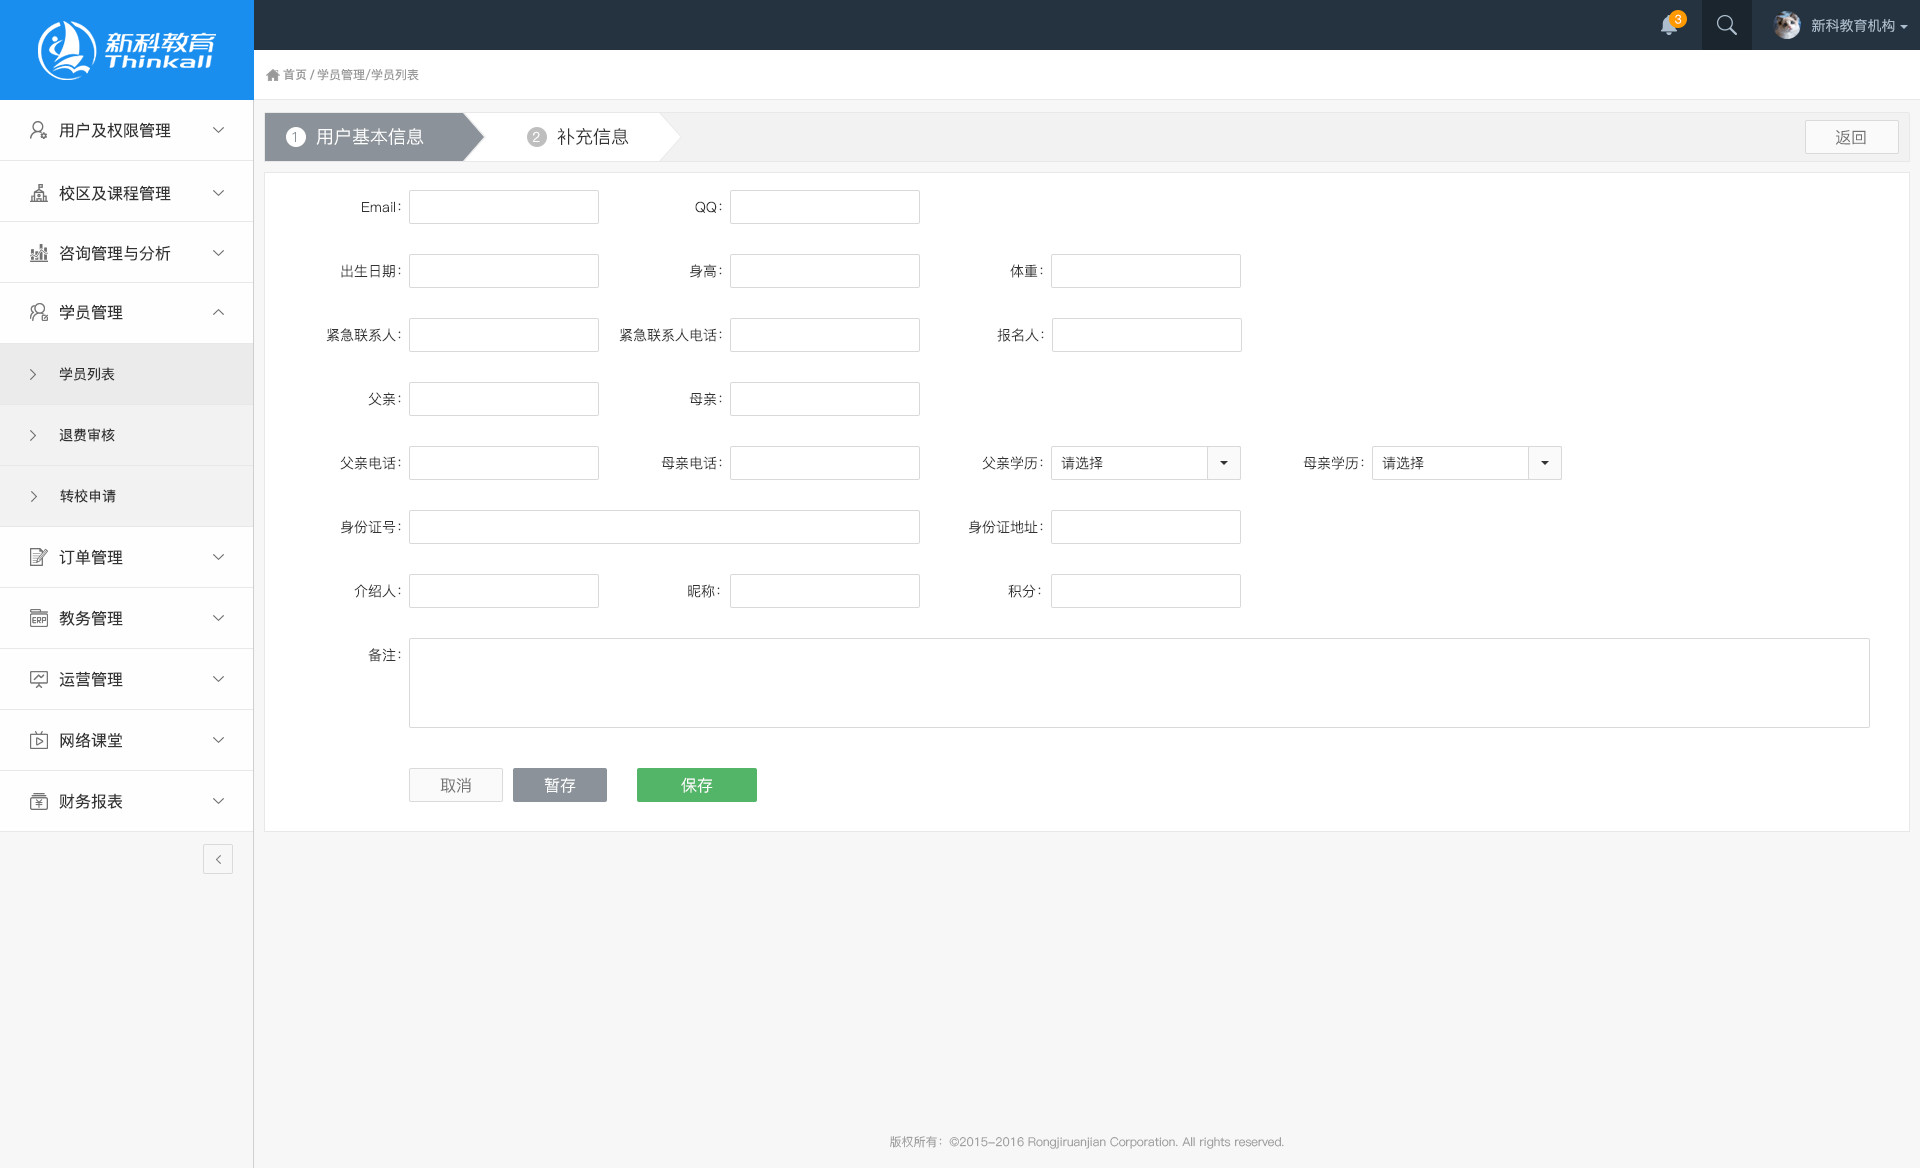 新科教育
Thinkall
3
新科教育机构
首页 / 学员管理/学员列表
用户及权限管理
校区及课程管理
咨询管理与分析
学员管理
学员列表
退费审核
转校申请
订单管理
ERP 教务管理
运营管理
网络课堂
财务报表
1 用户基本信息
2 补充信息
返回
Email：
QQ：
出生日期：
身高：
体重：
紧急联系人：
紧急联系人电话：
报名人：
父亲：
母亲：
父亲电话：
母亲电话：
父亲学历： 请选择
母亲学历： 请选择
身份证号：
身份证地址：
介绍人：
昵称：
积分：
备注：
取消
暂存
保存
版权所有：©2015-2016 Rongjiruanjian Corporation. All rights reserved.